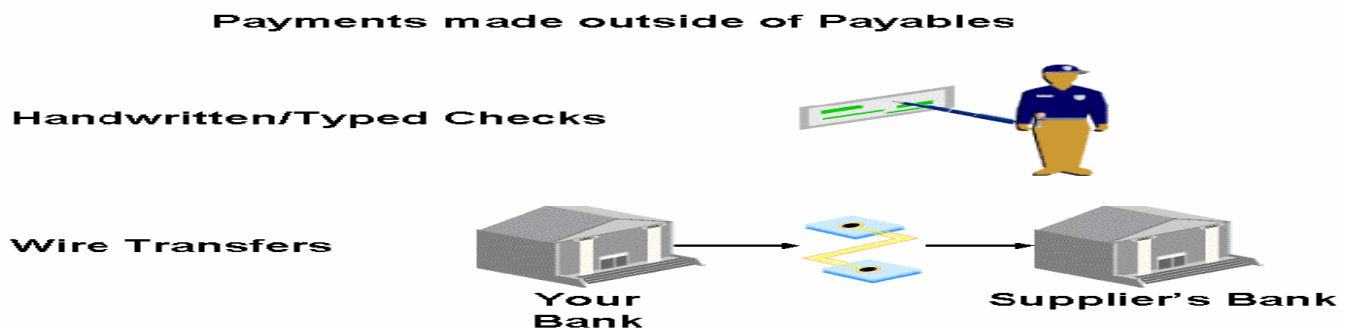 Payments made outside of Payables
Handwritten/Typed Checks
Wire Transfers
Your
Bank
Supplier's Bank